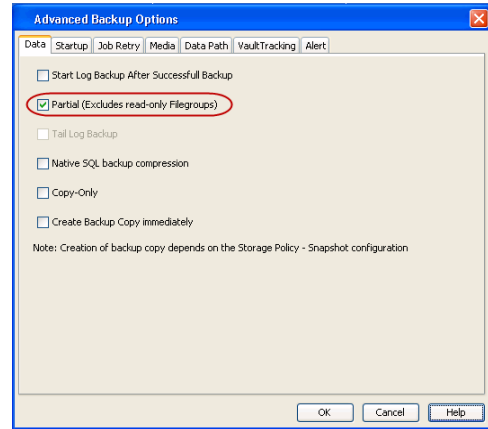 Advanced Backup Options
Data Startup Job Retry Media Data Path VaultTracking Alert
Start Log Backup After Successfull Backup
Partial (Excludes read-only Filegroups)
Tail Log Backup
Native SQL backup compression
Copy-Only
Create Backup Copy immediately
Note: Creation of backup copy depends on the Storage Policy - Snapshot configuration
OK Cancel Help